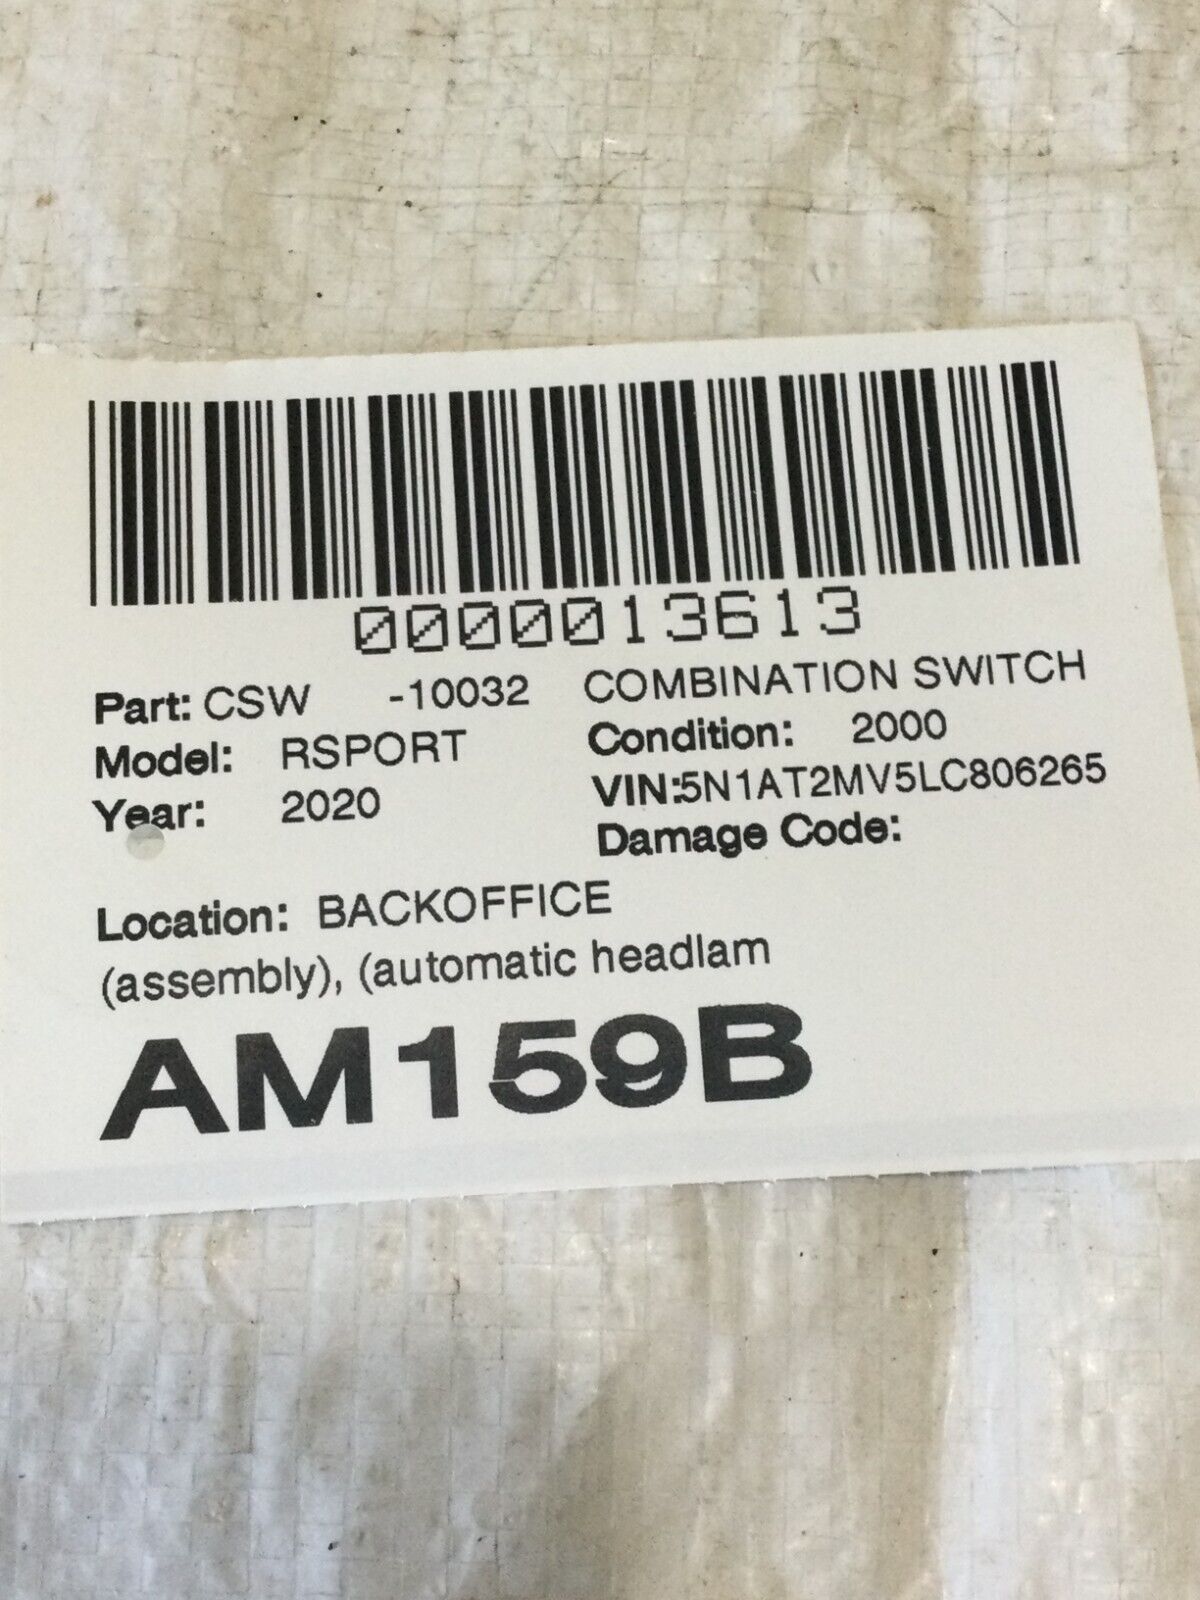 0000013613
Part: CSW -10032 COMBINATION SWITCH
Model: RSPORT Condition: 2000
Year: 2020 VIN:5N1AT2MV5LC806265
Damage Code:
Location: BACKOFFICE
(assembly), (automatic headlam
AM159B